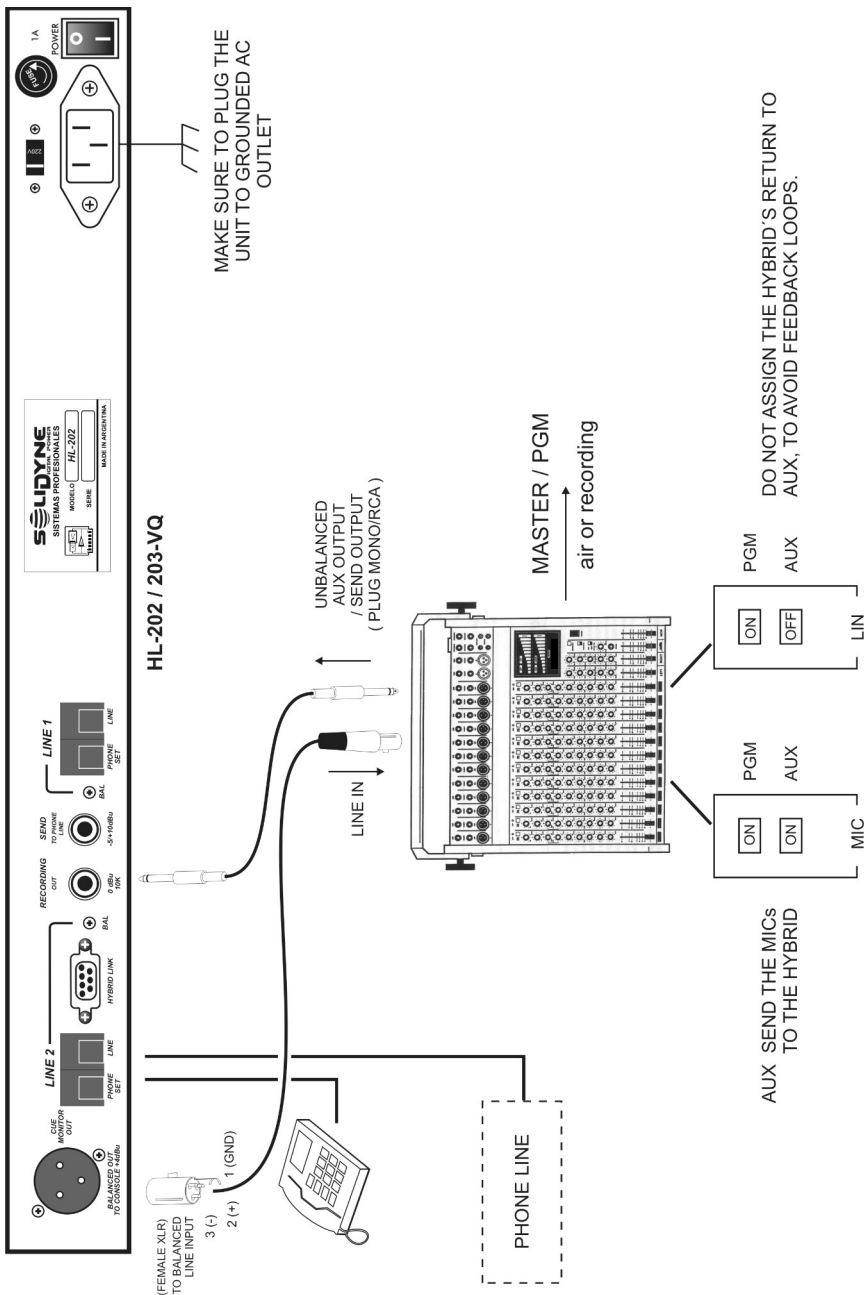 1A
POWER
FUSE
220V
MAKE SURE TO PLUG THE
UNIT TO GROUNDED AC
OUTLET
SOLIDYNE
SISTEMAS PROFESIONALES
MODELO
HL-202
SERIE
MADE IN ARGENTINA
HL-202 / 203-VQ
LINE 1
BAL
PHONE
SET
LINE
SEND
TO PHONE
LINE
-5/+10dBu
RECORDING
OUT
0 dBu
10K
BAL
HYBRID LINK
LINE 2
PHONE
SET
LINE
CUE
MONITOR
OUT
BALANCED OUT
TO CONSOLE +4dBu
(FEMALE XLR)
TO BALANCED
LINE INPUT
3 (-)
2 (+)
1 (GND)
PHONE LINE
UNBALANCED
AUX OUTPUT
/ SEND OUTPUT
( PLUG MONO/RCA )
LINE IN
MASTER / PGM
air or recording
AUX SEND THE MICs
TO THE HYBRID
ON
PGM
ON
AUX
MIC
ON
PGM
OFF
AUX
LIN
DO NOT ASSIGN THE HYBRID´S RETURN TO
AUX, TO AVOID FEEDBACK LOOPS.